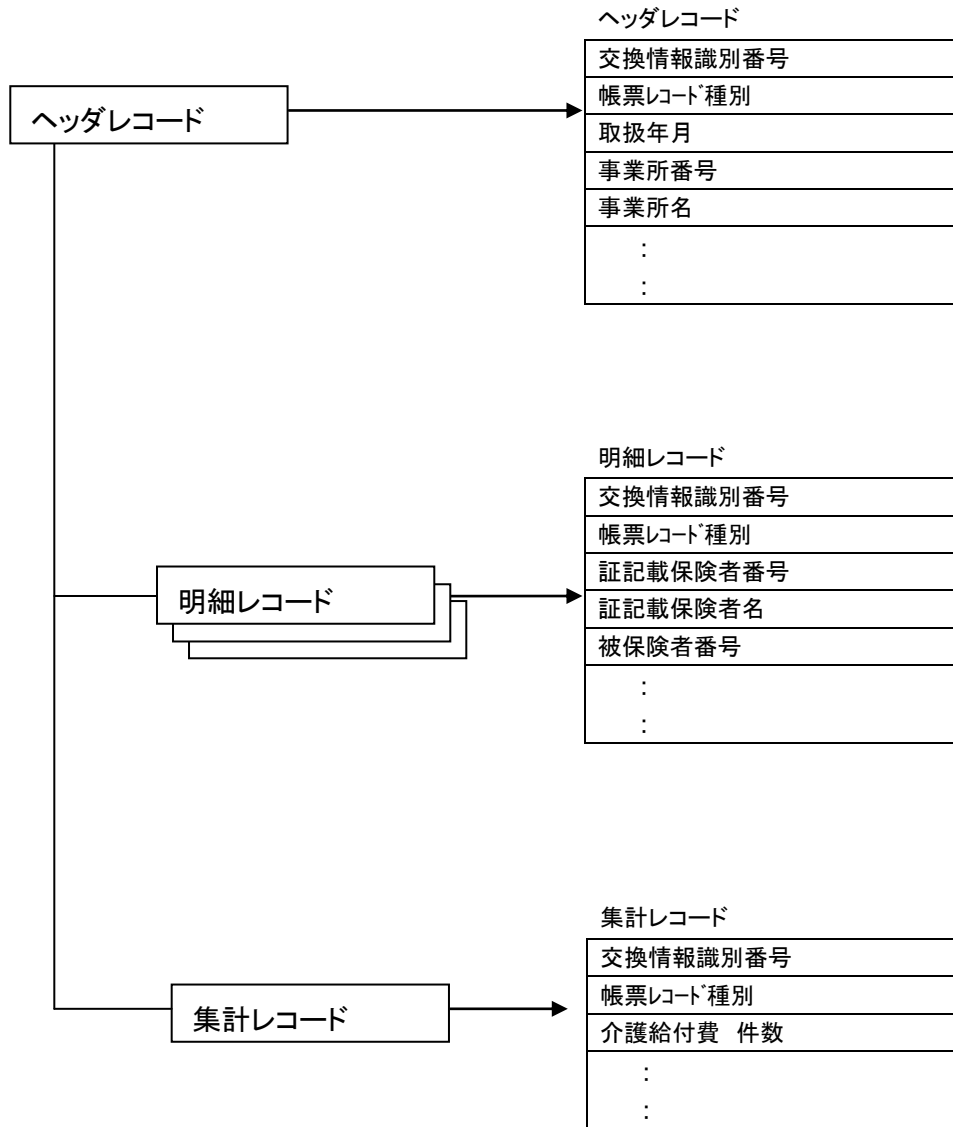 ヘッダレコード
ヘッダレコード
交換情報識別番号
帳票ﾚｺｰﾄﾞ種別
取扱年月
事業所番号
事業所名
:
:
明細レコード
明細レコード
交換情報識別番号
帳票ﾚｺｰﾄﾞ種別
証記載保険者番号
証記載保険者名
被保険者番号
:
:
集計レコード
集計レコード
交換情報識別番号
帳票ﾚｺｰﾄﾞ種別
介護給付費　件数
:
: